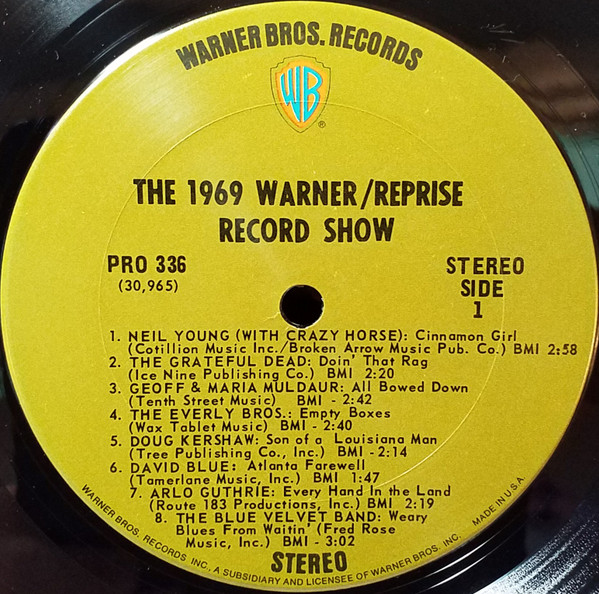 WARNER BROS. RECORDS
WB
®
THE 1969 WARNER/REPRISE
RECORD SHOW
PRO 336
(30,965)
STEREO
SIDE
1
1. NEIL YOUNG (WITH CRAZY HORSE): Cinnamon Girl
(Cotillion Music Inc./Broken Arrow Music Pub. Co.) BMI 2:58
2. THE GRATEFUL DEAD: Doin' That Rag
(Ice Nine Publishing Co.) BMI - 2:20
3. GEOFF & MARIA MULDAUR: All Bowed Down
(Tenth Street Music) BMI - 2:42
4. THE EVERLY BROS.: Empty Boxes
(Wax Tablet Music) BMI - 2:40
5. DOUG KERSHAW: Son of a Louisiana Man
(Tree Publishing Co., Inc.) BMI - 2:14
6. DAVID BLUE: Atlanta Farewell
(Tamerlane Music, Inc.) BMI 1:47
7. ARLO GUTHRIE: Every Hand In the Land
(Route 183 Productions, Inc.) BMI 2:19
8. THE BLUE VELVET BAND: Weary
Blues From Waitin' (Fred Rose
Music, Inc.) BMI - 3:02
STEREO
WARNER BROS. RECORDS INC., A SUBSIDIARY AND LICENSEE OF WARNER BROS. INC. MADE IN U.S.A.